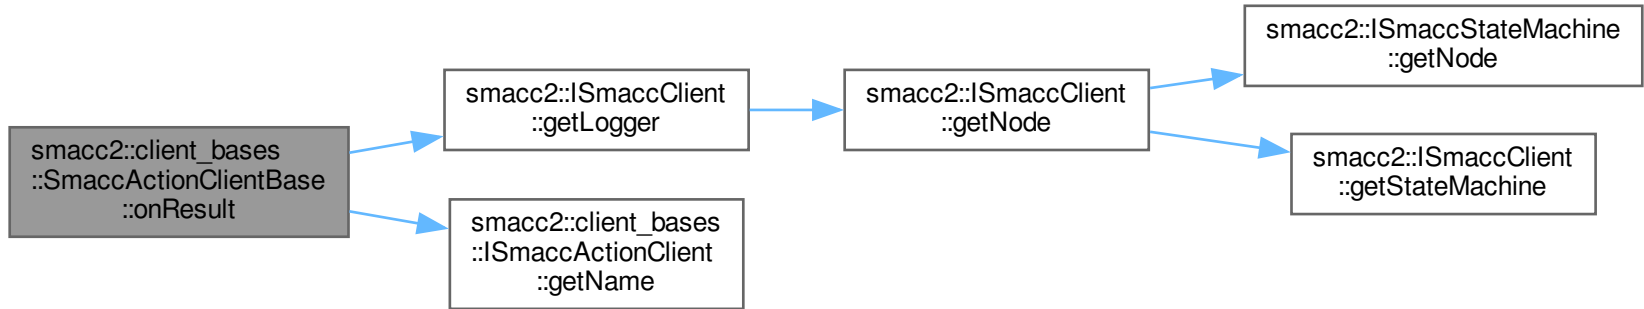 smacc2::client_bases
::SmaccActionClientBase
::onResult
smacc2::ISmaccClient
::getLogger
smacc2::client_bases
::ISmaccActionClient
::getName
smacc2::ISmaccClient
::getNode
smacc2::ISmaccStateMachine
::getNode
smacc2::ISmaccClient
::getStateMachine